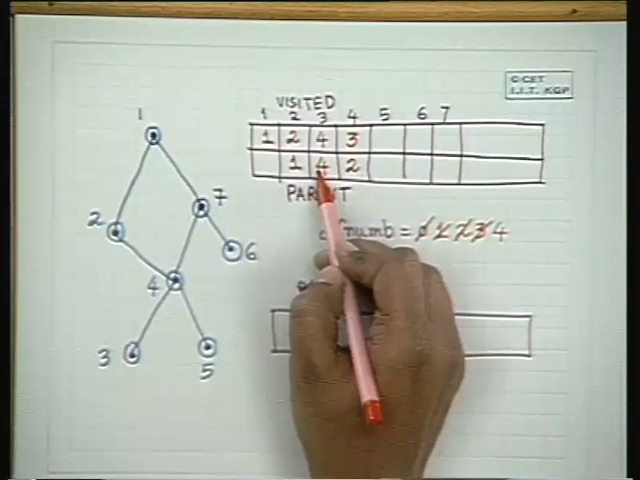 © CET
I.I.T. KGP
VISITED
1 2 3 4 5 6 7
1 2 4 3
1 4 2
numb = 0 1 2 3 4
1
7
2
6
4
3
5